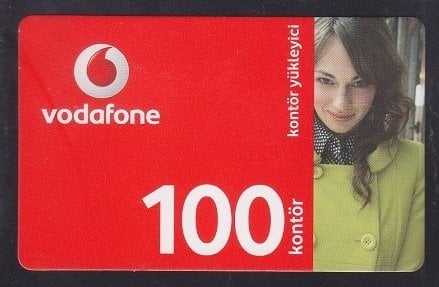 vodafone
kontör yükleyici
100
kontör